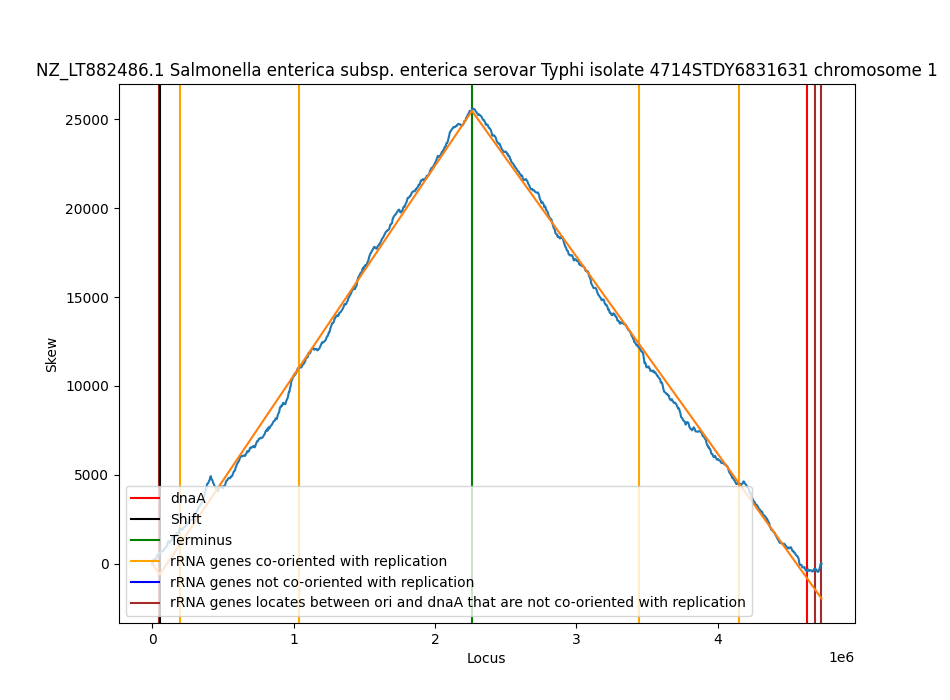 NZ_LT882486.1 Salmonella enterica subsp. enterica serovar Typhi isolate 4714STDY6831631 chromosome 1
25000
20000
15000
10000
5000
0
Skew
dnaA
Shift
Terminus
rRNA genes co-oriented with replication
rRNA genes not co-oriented with replication
rRNA genes locates between ori and dnaA that are not co-oriented with replication
0 1 2 3 4
Locus
1e6